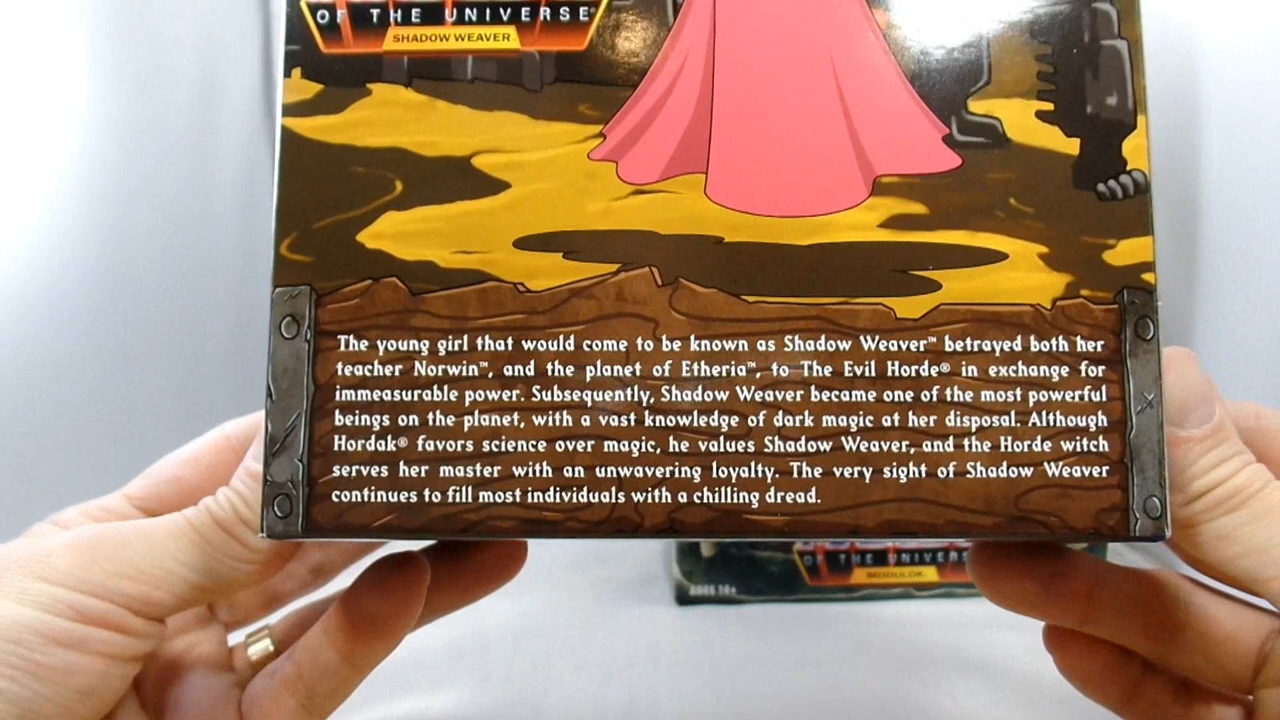 OF THE UNIVERSE®
SHADOW WEAVER™
The young girl that would come to be known as Shadow Weaver™ betrayed both her
teacher Norwin™, and the planet of Etheria™, to The Evil Horde® in exchange for
immeasurable power. Subsequently, Shadow Weaver became one of the most powerful
beings on the planet, with a vast knowledge of dark magic at her disposal. Although
Hordak® favors science over magic, he values Shadow Weaver, and the Horde witch
serves her master with an unwavering loyalty. The very sight of Shadow Weaver
continues to fill most individuals with a chilling dread.
OF THE UNIVERSE
MODULOK
AGES 14+